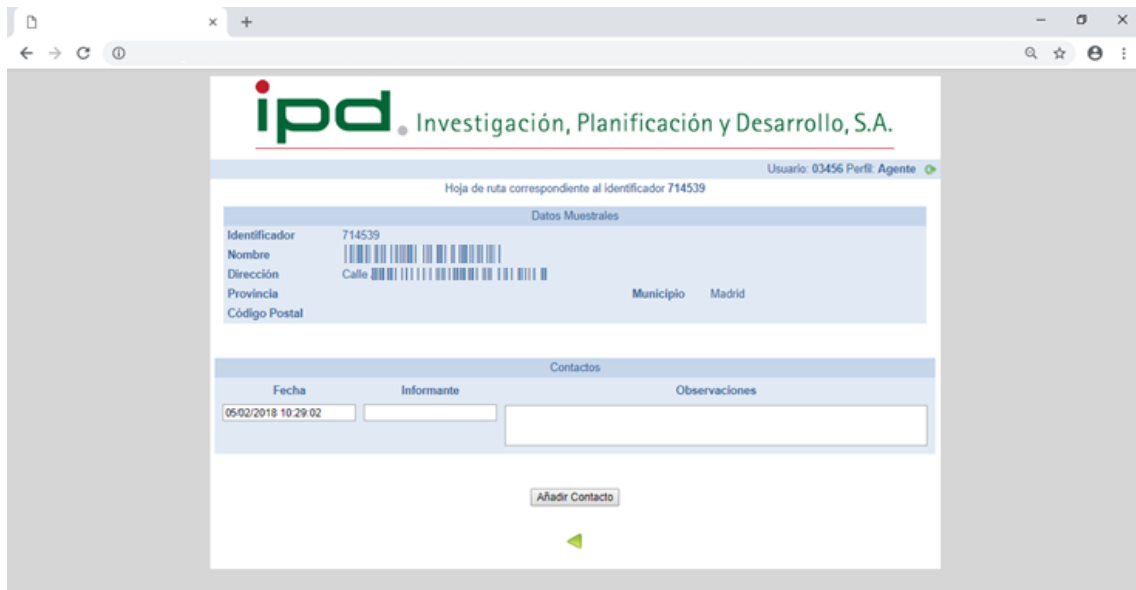 ipd. Investigación, Planificación y Desarrollo, S.A.
Usuario: 03456 Perfil: Agente
Hoja de ruta correspondiente al identificador 714539
Datos Muestrales
Identificador 714539
Nombre
Dirección Calle
Provincia Municipio Madrid
Código Postal
Contactos
Fecha Informante Observaciones
05/02/2018 10:29:02
Añadir Contacto